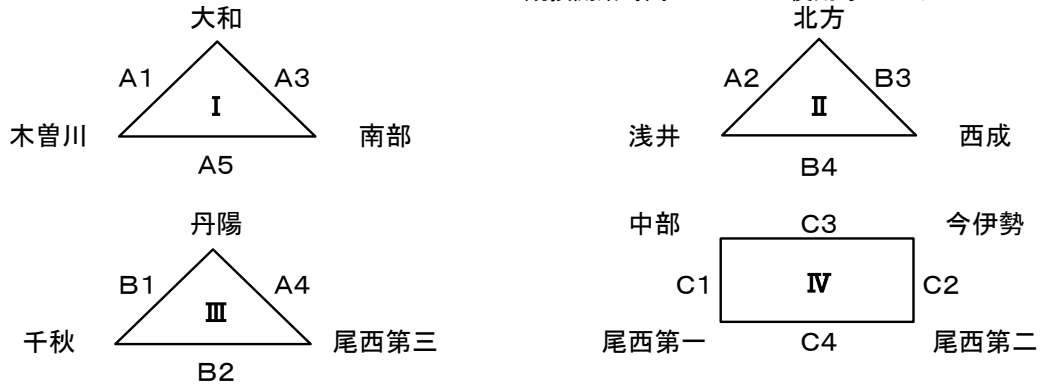 大和
A1
A3
Ⅰ
木曽川
南部
A5
北方
A2
B3
Ⅱ
浅井
西成
B4
丹陽
B1
A4
Ⅲ
千秋
尾西第三
B2
中部
C3
今伊勢
C1
Ⅳ
C2
尾西第一
C4
尾西第二